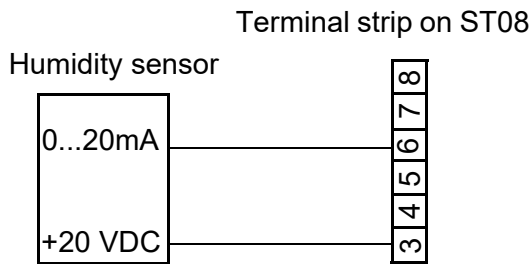 Terminal strip on ST08
Humidity sensor
0...20mA
+20 VDC
8
7
6
5
4
3